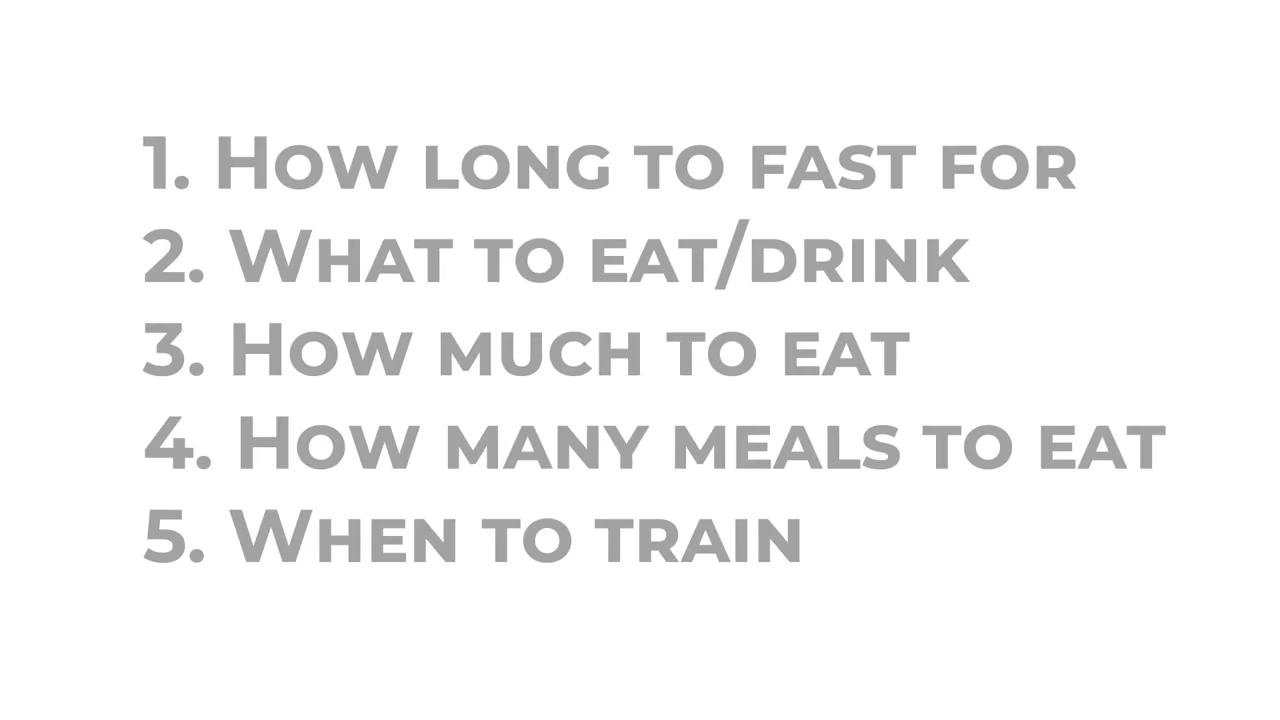 1. How long to fast for
2. What to eat/drink
3. How much to eat
4. How many meals to eat
5. When to train